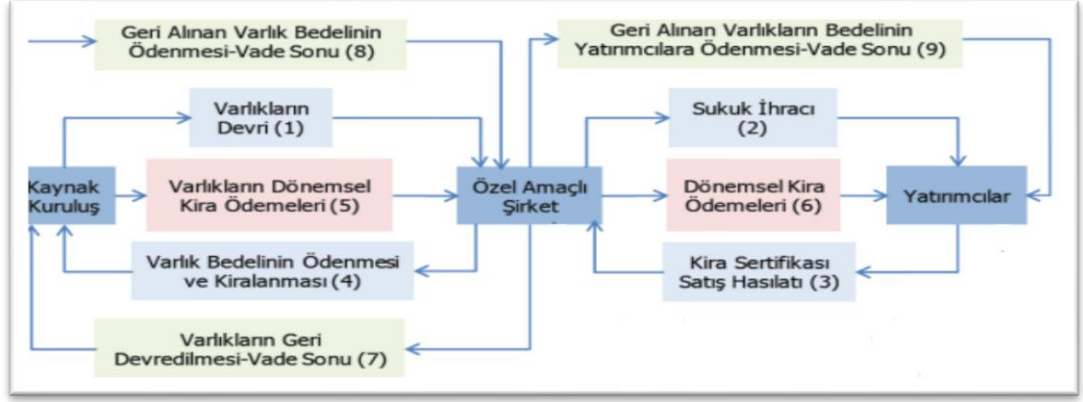 Geri Alınan Varlık Bedelinin
Ödenmesi-Vade Sonu (8)
Geri Alınan Varlıkların Bedelinin
Yatırımcılara Ödenmesi-Vade Sonu (9)
Varlıkların
Devri (1)
Sukuk İhracı
(2)
Kaynak
Kuruluş
Varlıkların Dönemsel
Kira Ödemeleri (5)
Özel Amaçlı
Şirket
Dönemsel Kira
Ödemeleri (6)
Yatırımcılar
Varlık Bedelinin Ödenmesi
ve Kiralanması (4)
Kira Sertifikası
Satış Hasılatı (3)
Varlıkların Geri
Devredilmesi-Vade Sonu (7)